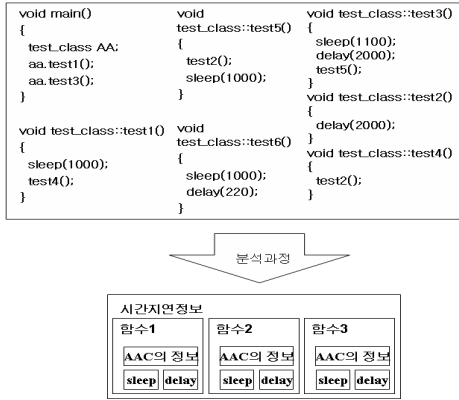 void main()
{
test_class AA;
aa.test1();
aa.test3();
}
void test_class::test1()
{
sleep(1000);
test4();
}
void
test_class::test5()
{
test2();
sleep(1000);
}
void
test_class::test6()
{
sleep(1000);
delay(220);
}
void test_class::test3()
{
sleep(1100);
delay(2000);
test5();
}
void test_class::test2()
{
delay(2000);
}
void test_class::test4()
{
test2();
}
분석과정
시간지연정보
함수1
AAC의 정보
sleep delay
함수2
AAC의 정보
sleep delay
함수3
AAC의 정보
sleep delay